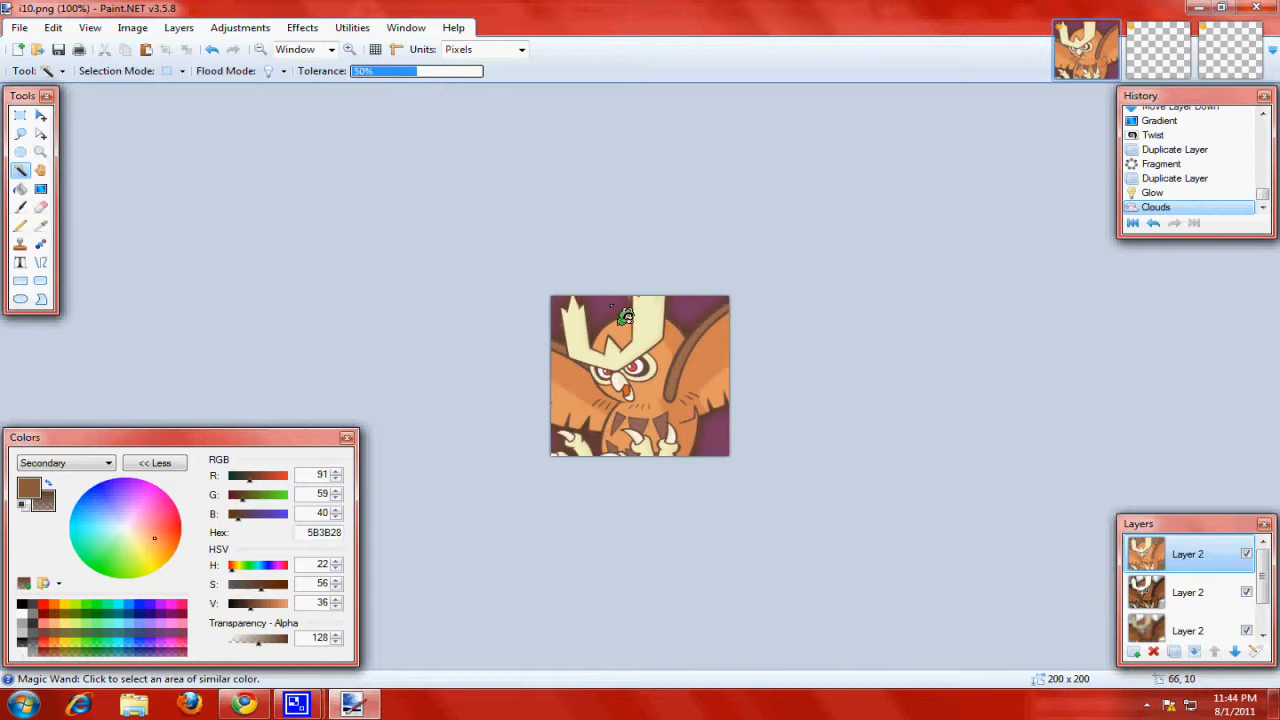 i10.png (100%) - Paint.NET v3.5.8
File Edit View Image Layers Adjustments Effects Utilities Window Help
Window Units: Pixels
Tool: Selection Mode: Flood Mode: Tolerance: 50%
Tools
History
Move Layer Down
Gradient
Twist
Duplicate Layer
Fragment
Duplicate Layer
Glow
Clouds
Colors
Secondary << Less
RGB
R: 91
G: 59
B: 40
Hex: 5B3B28
HSV
H: 22
S: 56
V: 36
Transparency - Alpha
128
Layers
Layer 2
Layer 2
Layer 2
Magic Wand: Click to select an area of similar color. 200 x 200 66, 10
11:44 PM
8/1/2011